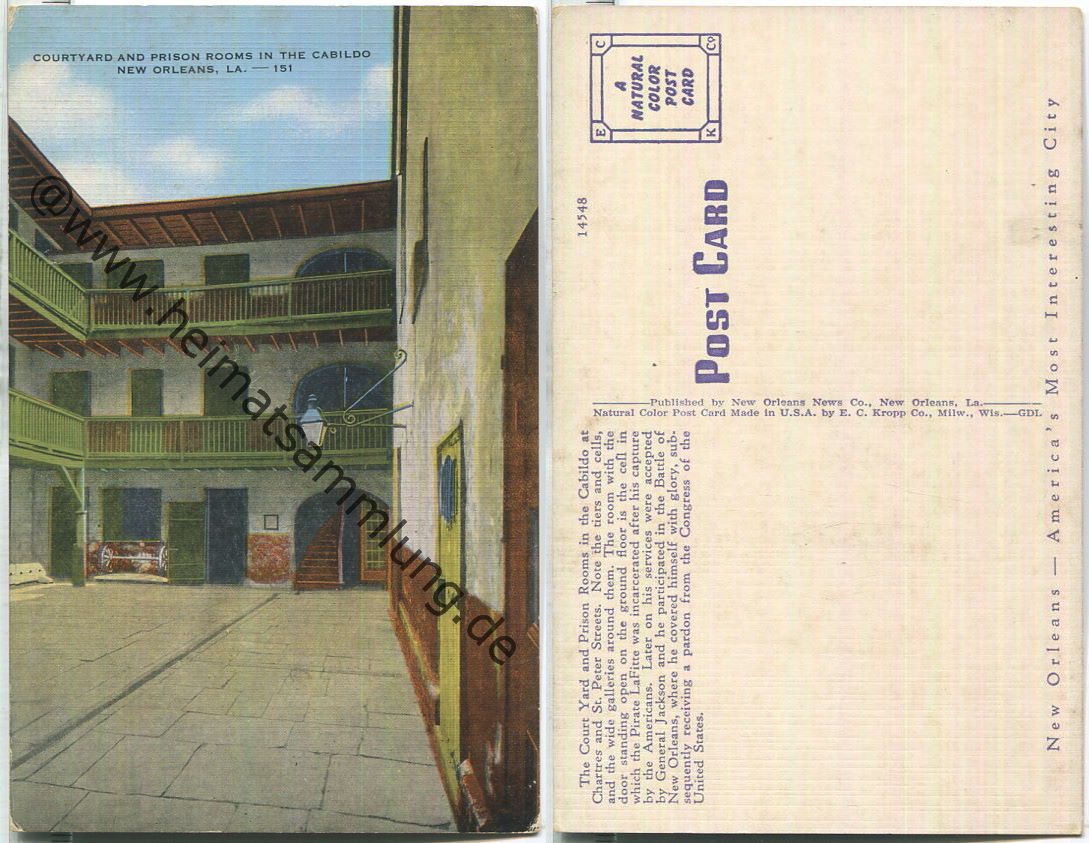 COURTYARD AND PRISON ROOMS IN THE CABILDO
NEW ORLEANS, LA. — 151
@www.heimatsammlung.de
E C Co K
A
NATURAL
COLOR
POST
CARD
14548
POST CARD
Published by New Orleans News Co., New Orleans, La.
Natural Color Post Card Made in U.S.A. by E. C. Kropp Co., Milw., Wis.—GDL
The Court Yard and Prison Rooms in the Cabildo at
Chartres and St. Peter Streets. Note the tiers and cells,
and the wide galleries around them. The room with the
door standing open on the ground floor is the cell in
which the Pirate LaFitte was incarcerated after his capture
by the Americans. Later on his services were accepted
by General Jackson and he participated in the Battle of
New Orleans, where he covered himself with glory, sub-
sequently receiving a pardon from the Congress of the
United States.
New Orleans — America's Most Interesting City